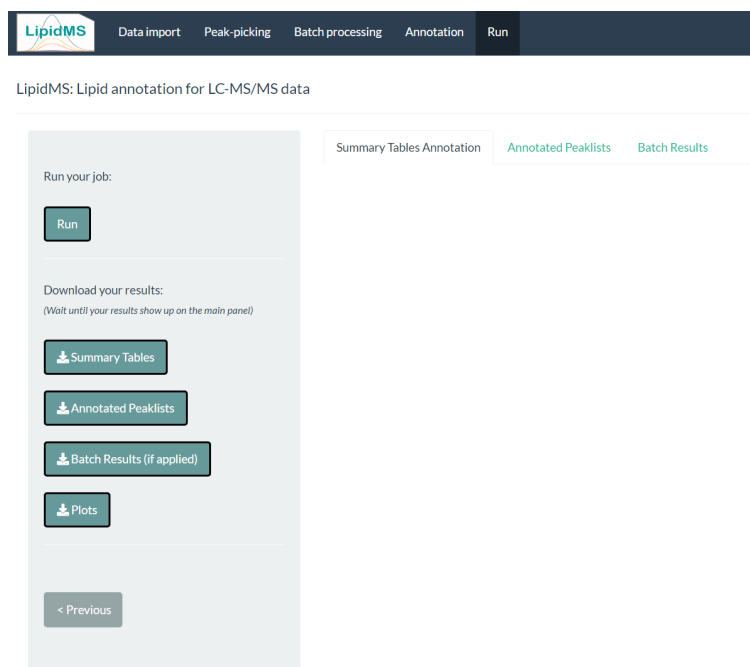 LipidMS Data import Peak-picking Batch processing Annotation Run
LipidMS: Lipid annotation for LC-MS/MS data
Summary Tables Annotation Annotated Peaklists Batch Results
Run your job:
Run
Download your results:
(Wait until your results show up on the main panel)
Summary Tables
Annotated Peaklists
Batch Results (if applied)
Plots
< Previous